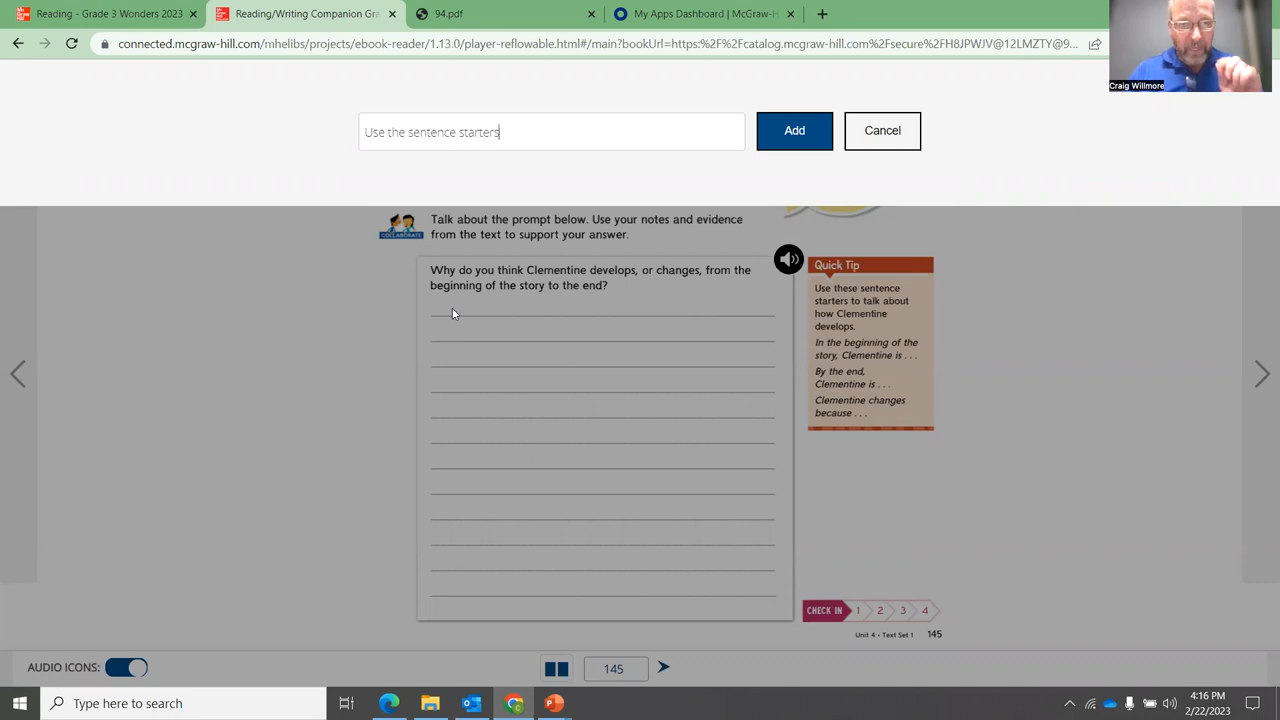 Reading - Grade 3 Wonders 2023
Reading/Writing Companion Gra
94.pdf
My Apps Dashboard | McGraw-H
connected.mcgraw-hill.com/mhelibs/projects/ebook-reader/1.13.0/player-reflowable.html#/main?bookUrl=https:%2F%2Fcatalog.mcgraw-hill.com%2Fsecure%2FH8JPWJV@12LMZTY@9...
Craig Willmore
Use the sentence starters
Add
Cancel
COLLABORATE
Talk about the prompt below. Use your notes and evidence
from the text to support your answer.
Why do you think Clementine develops, or changes, from the
beginning of the story to the end?
Quick Tip
Use these sentence
starters to talk about
how Clementine
develops.
In the beginning of the
story, Clementine is . . .
By the end,
Clementine is . . .
Clementine changes
because . . .
CHECK IN 1 2 3 4
Unit 4 • Text Set 1 145
AUDIO ICONS:
145
Type here to search
4:16 PM
2/22/2023